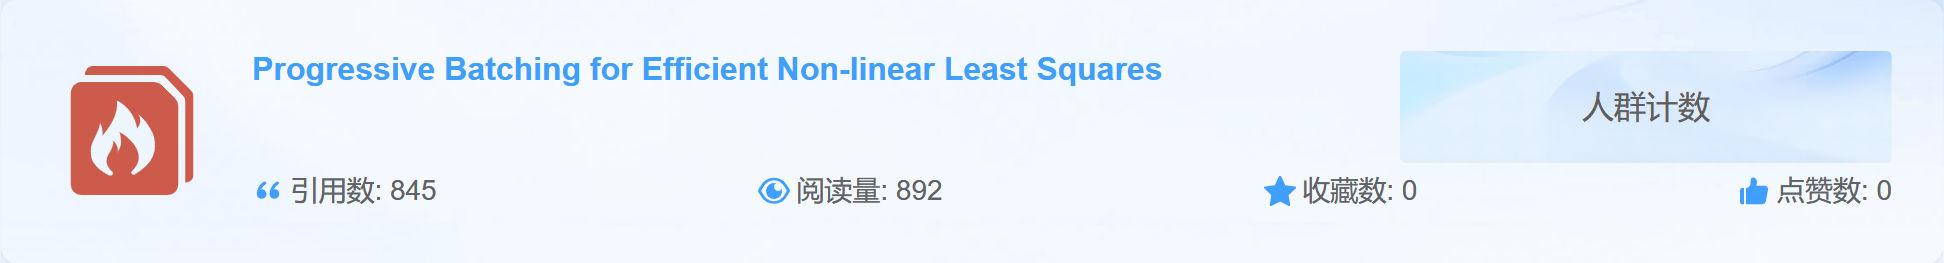 Progressive Batching for Efficient Non-linear Least Squares
人群计数
引用数: 845
阅读量: 892
收藏数: 0
点赞数: 0